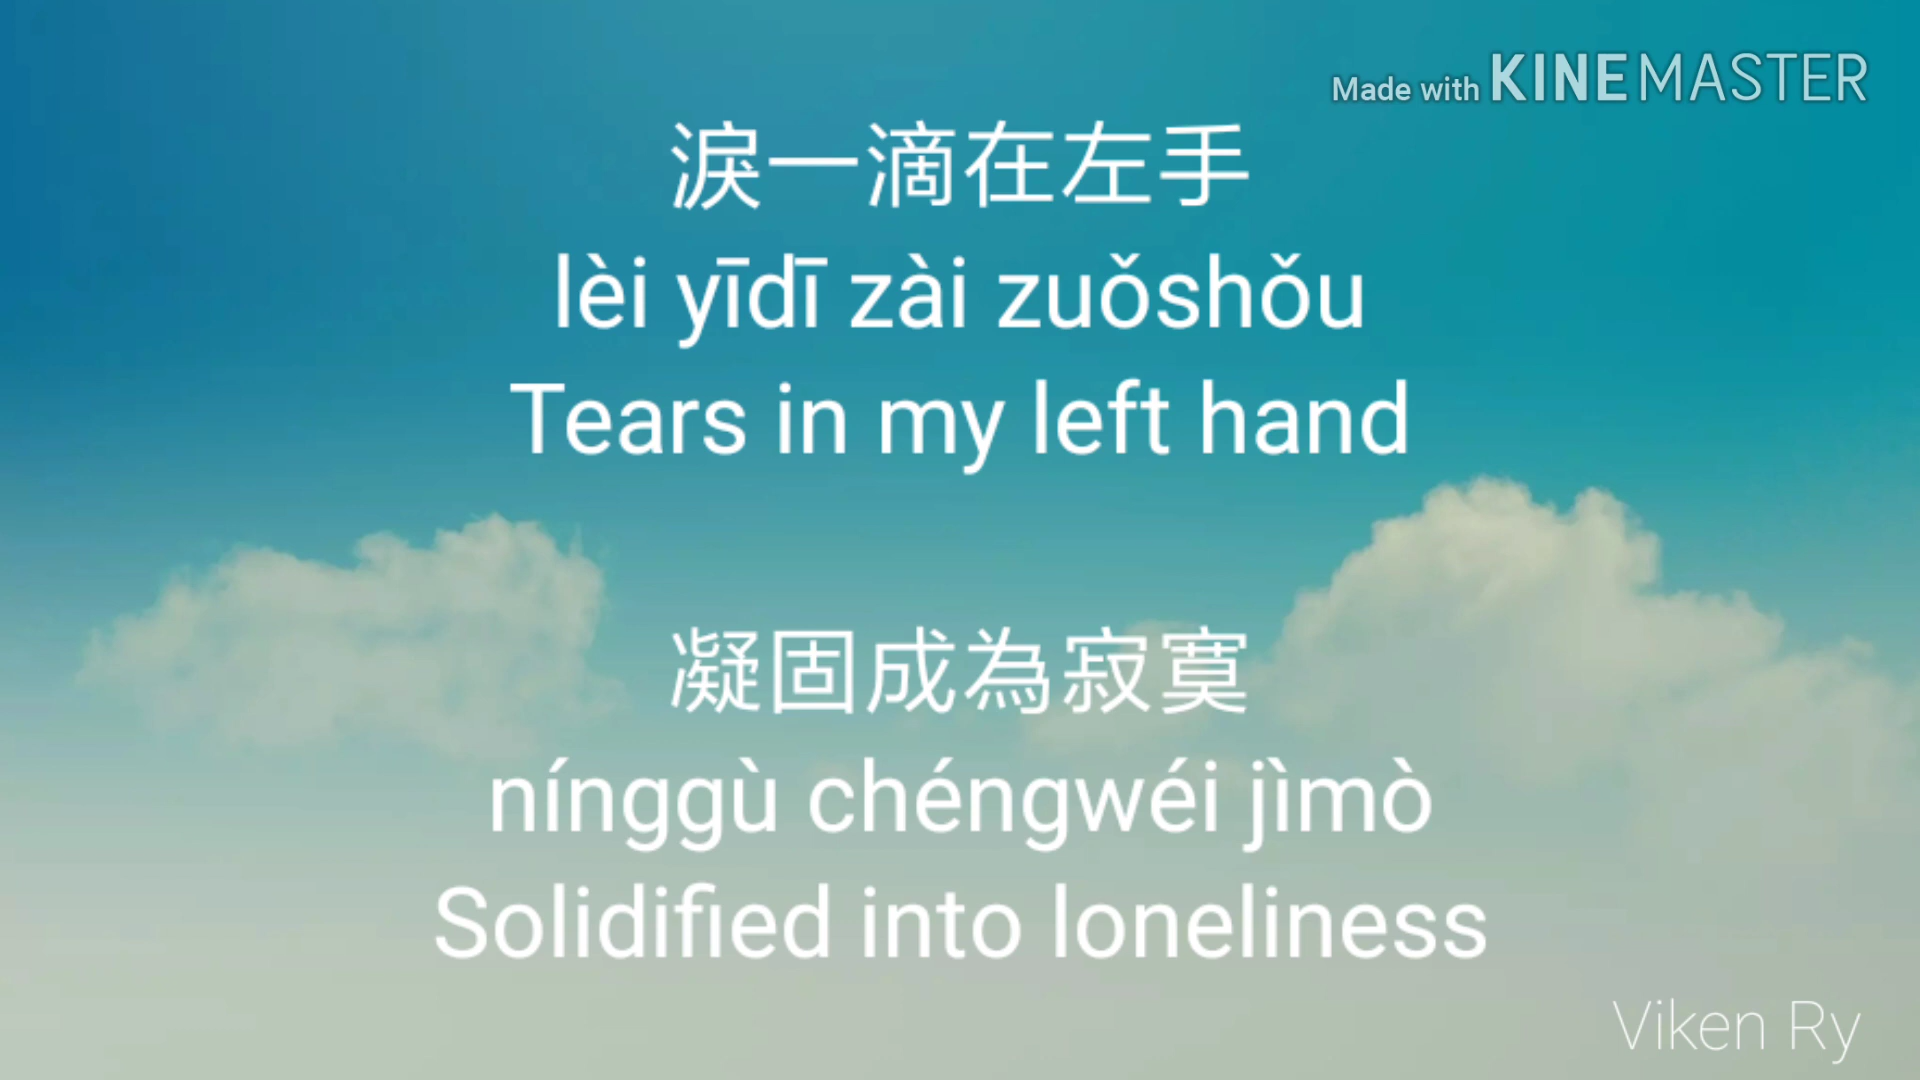 Made with KINEMASTER
淚一滴在左手
lèi yīdī zài zuǒshǒu
Tears in my left hand
凝固成為寂寞
nínggù chéngwéi jìmò
Solidified into loneliness
Viken Ry